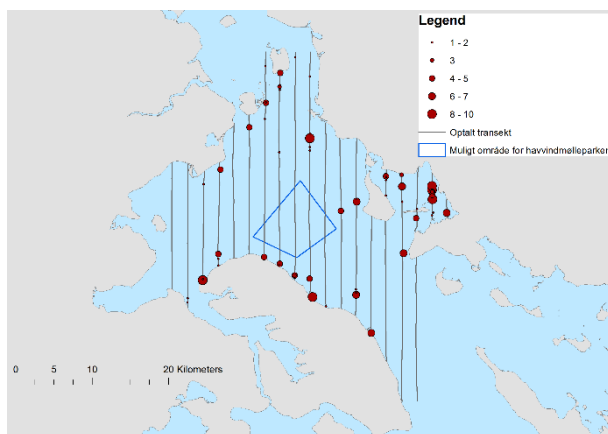 Legend
1 - 2
3
4 - 5
6 - 7
8 - 10
Optalt transekt
Muligt område for havvindmølleparken
0 5 10 20 Kilometers